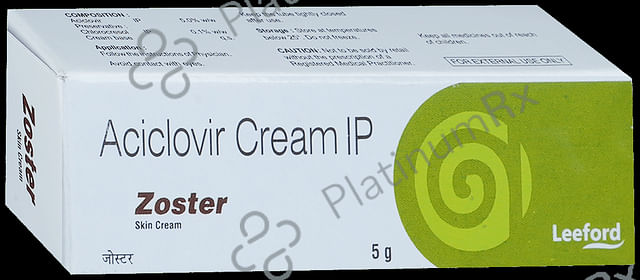 COMPOSITION :
Aciclovir IP 5.0% w/w
Preservative :
Chlorocresol IP 0.1% w/w
Cream base q.s.
Application:
Follow the instructions of Physician.
Avoid contact with eyes.
Keep the tube tightly closed
after use.
Storage : Store at temperatures
below 25°. Do not freeze.
CAUTION: Not to be sold by retail
without the prescription of a
Registered Medical Practitioner.
Keep all medicines out of reach
of children.
FOR EXTERNAL USE ONLY
Zoster
Skin Cream
Aciclovir Cream IP
Zoster
Skin Cream
जोस्टर
5 g
Leeford
PlatinumRx